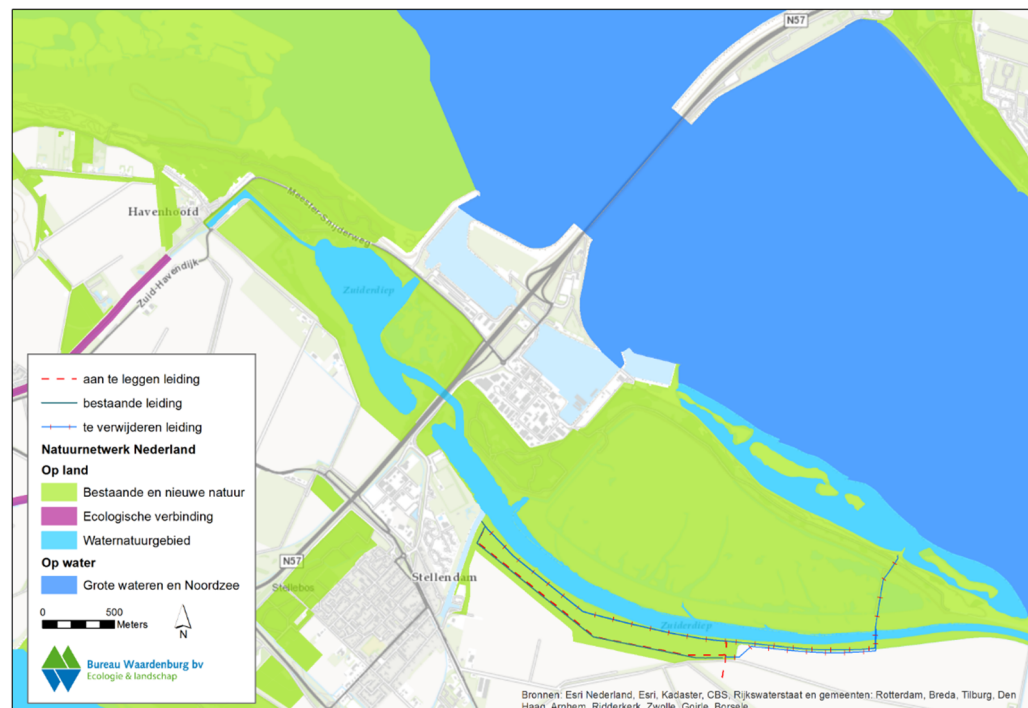 N57
Havenhoofd
Meester-Snijderweg
Zuid-Havendijk
Zuiderdiep
aan te leggen leiding
bestaande leiding
te verwijderen leiding
Natuurnetwerk Nederland
Op land
Bestaande en nieuwe natuur
Ecologische verbinding
Waternatuurgebied
Op water
Grote wateren en Noordzee
0 500
Meters
N
Bureau Waardenburg bv
Ecologie & landschap
N57
Stellebos
Stellendam
Zuiderdiep
Bronnen: Esri Nederland, Esri, Kadaster, CBS, Rijkswaterstaat en gemeenten: Rotterdam, Breda, Tilburg, Den
Haag, Arnhem, Ridderkerk, Zwolle, Goirle, Borsele